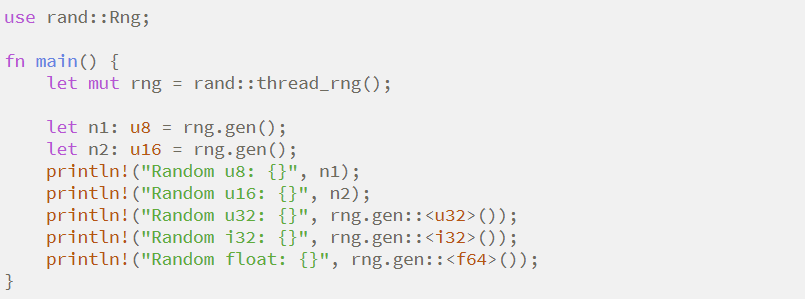 use rand::Rng;

fn main() {
    let mut rng = rand::thread_rng();

    let n1: u8 = rng.gen();
    let n2: u16 = rng.gen();
    println!("Random u8: {}", n1);
    println!("Random u16: {}", n2);
    println!("Random u32: {}", rng.gen::<u32>());
    println!("Random i32: {}", rng.gen::<i32>());
    println!("Random float: {}", rng.gen::<f64>());
}